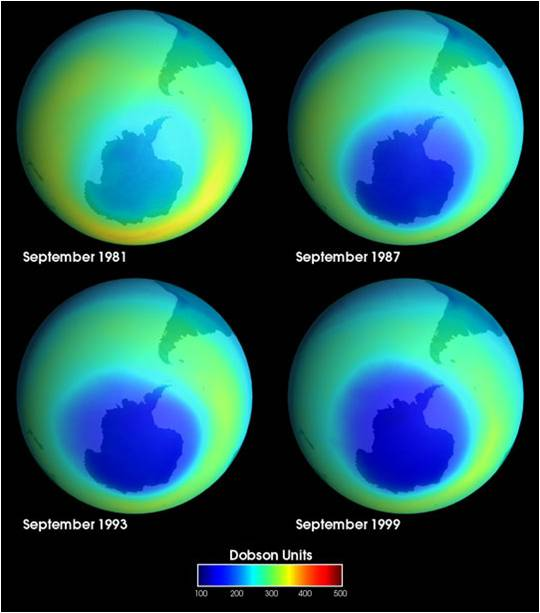 September 1981
September 1987
September 1993
September 1999
Dobson Units
100 200 300 400 500